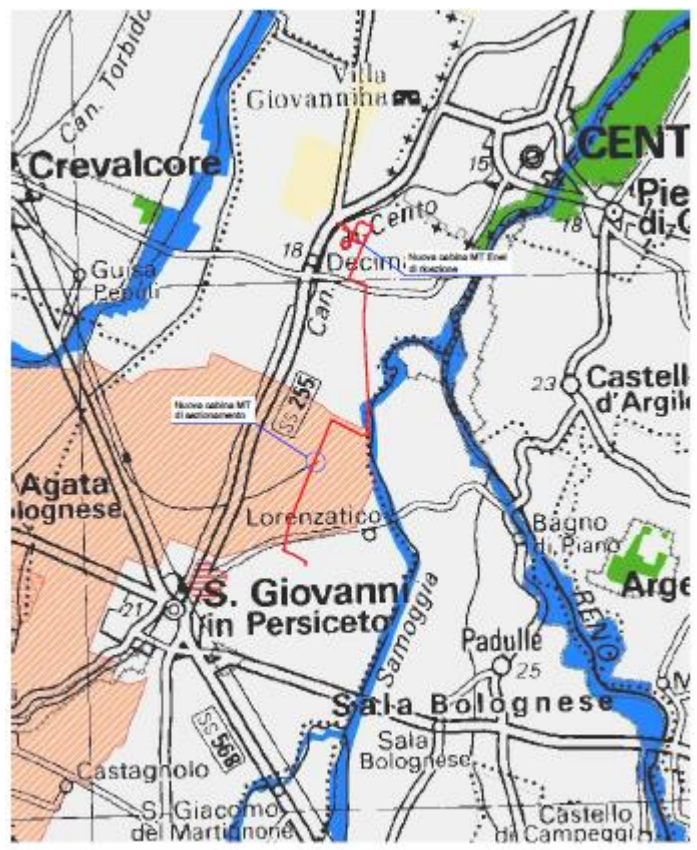 Can. Torbido
Villa
Giovannina
Crevalcore
15
CENT
Pie
di C
18
Cento
di
Nuova cabina MT Enel
di ricezione
18
Decim
Guisa
Pepoli
Can.
SS 255
23
Castell
d'Argile
Nuova cabina MT
di sezionamento
Agata
olognese
Lorenzatico
Bagno
di Piano
Arge
S. Giovanni
in Persiceto
21
Samoggia
RENO
Padulle
25
M
Sala Bolognese
Sala
Bolognese
SS 568
Castagnolo
S. Giacomo
del Martignone
Castello
di Campeggi